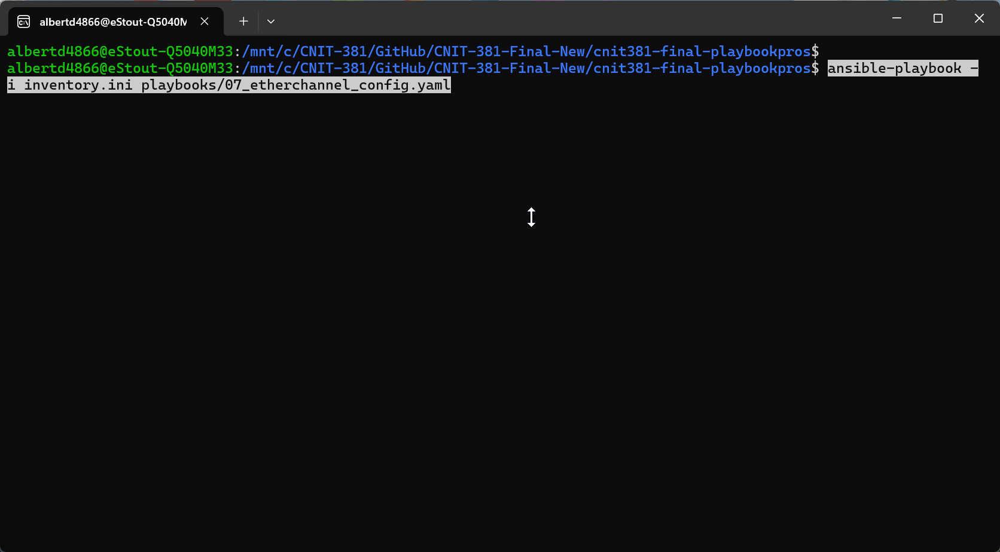 albertd4866@eStout-Q5040M
albertd4866@eStout-Q5040M33:/mnt/c/CNIT-381/GitHub/CNIT-381-Final-New/cnit381-final-playbookpros$
albertd4866@eStout-Q5040M33:/mnt/c/CNIT-381/GitHub/CNIT-381-Final-New/cnit381-final-playbookpros$ ansible-playbook -
i inventory.ini playbooks/07_etherchannel_config.yaml